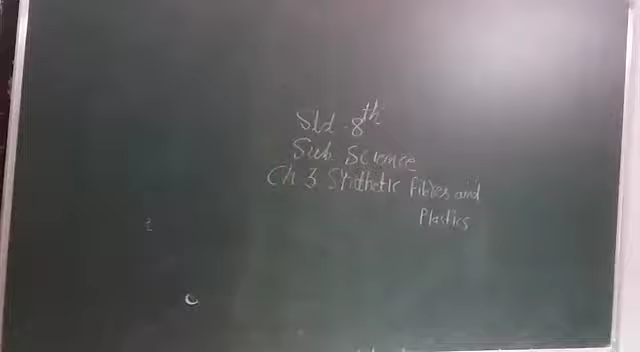 Std. 8th
Sub Science
Ch 3 Synthetic fibres and
Plastics